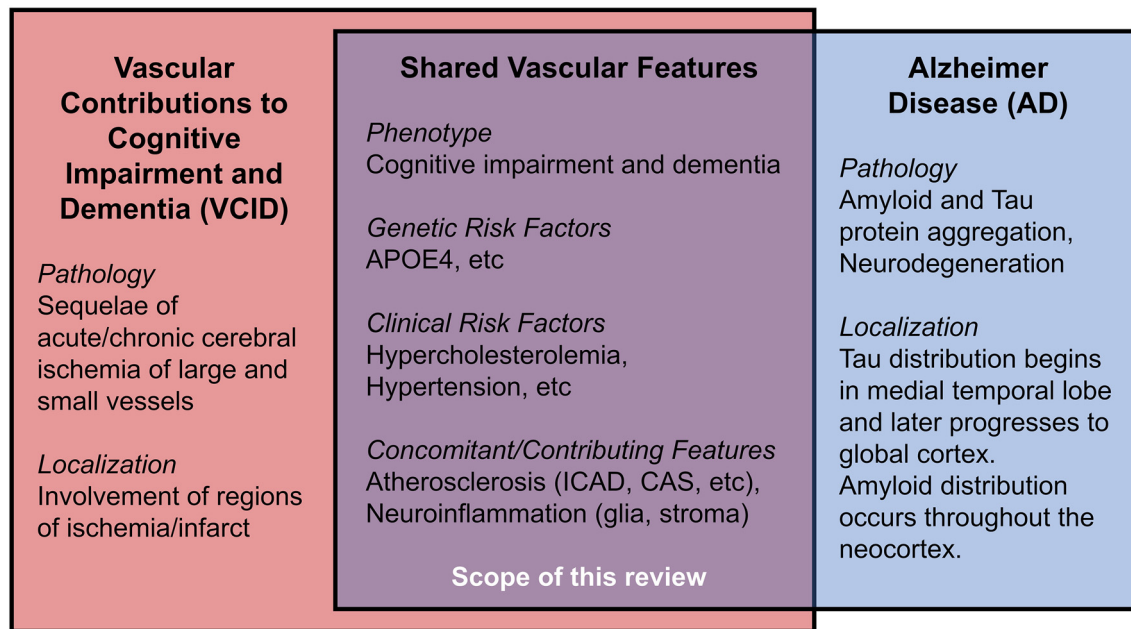 Vascular
Contributions to
Cognitive
Impairment and
Dementia (VCID)
Pathology
Sequelae of
acute/chronic cerebral
ischemia of large and
small vessels
Localization
Involvement of regions
of ischemia/infarct
Shared Vascular Features
Phenotype
Cognitive impairment and dementia
Genetic Risk Factors
APOE4, etc
Clinical Risk Factors
Hypercholesterolemia,
Hypertension, etc
Concomitant/Contributing Features
Atherosclerosis (ICAD, CAS, etc),
Neuroinflammation (glia, stroma)
Scope of this review
Alzheimer
Disease (AD)
Pathology
Amyloid and Tau
protein aggregation,
Neurodegeneration
Localization
Tau distribution begins
in medial temporal lobe
and later progresses to
global cortex.
Amyloid distribution
occurs throughout the
neocortex.